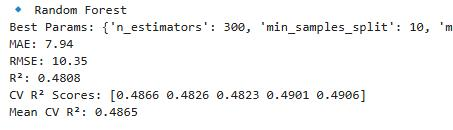 🔹 Random Forest
Best Params: {'n_estimators': 300, 'min_samples_split': 10, 'm
MAE: 7.94
RMSE: 10.35
R²: 0.4808
CV R² Scores: [0.4866 0.4826 0.4823 0.4901 0.4906]
Mean CV R²: 0.4865